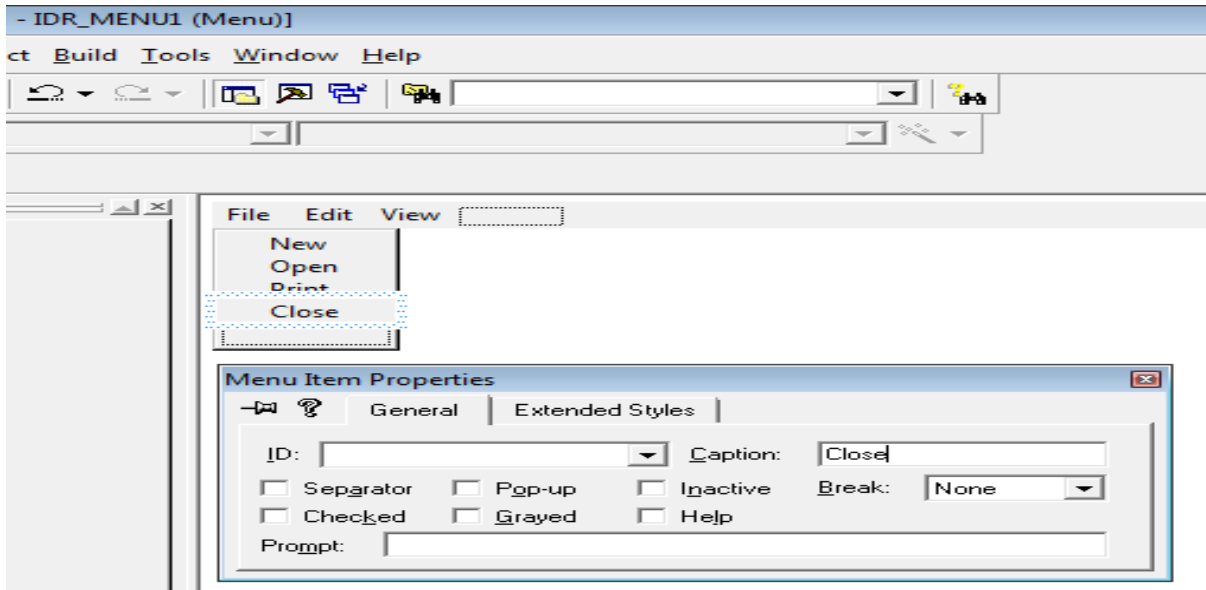 - IDR_MENU1 (Menu)]
ct Build Tools Window Help
File Edit View
New
Open
Print
Close
Menu Item Properties
General Extended Styles
ID: Caption: Close
Separator Pop-up Inactive Break: None
Checked Grayed Help
Prompt: